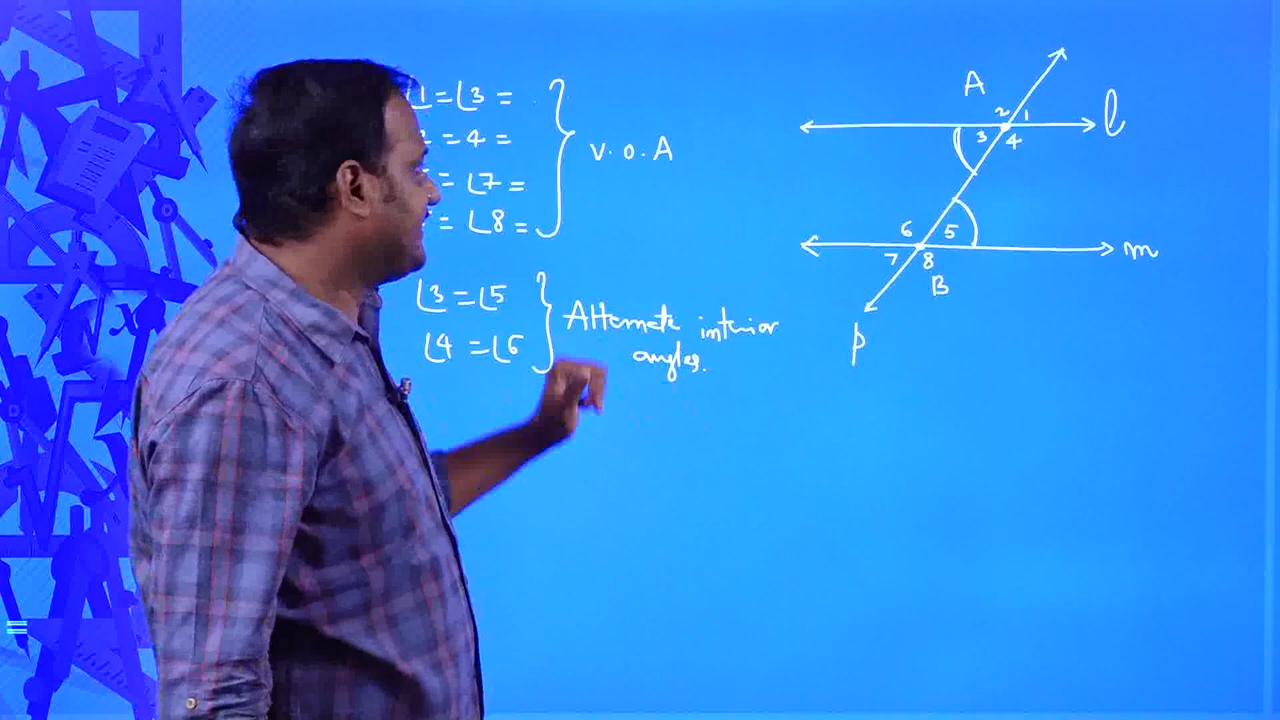 ∠1 = ∠3 =
= 4 =
= ∠7 =
= ∠8 =
V. O. A
∠3 = ∠5
∠4 = ∠6
Alternate interior
angles.
A
2 1
l
3 4
6 5
m
7 8
B
p